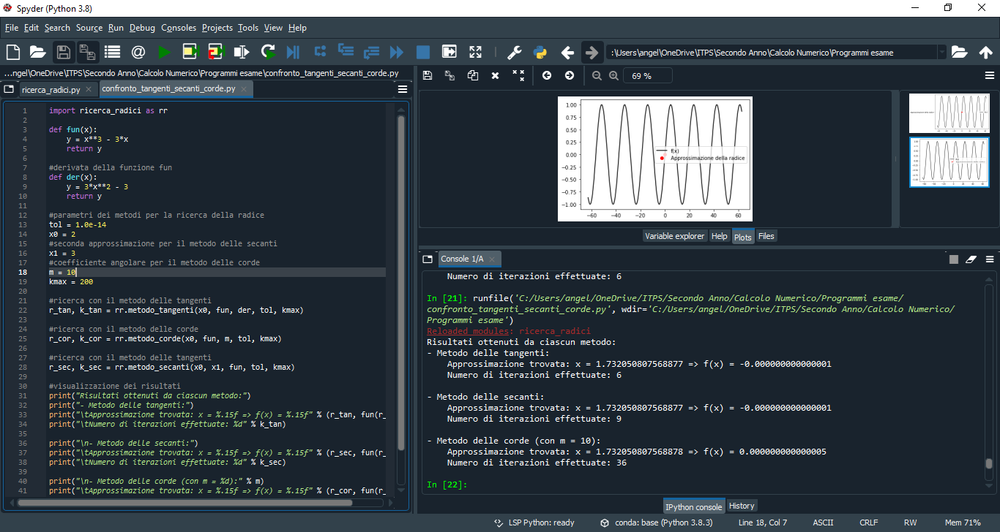 Spyder (Python 3.8)
File Edit Search Source Run Debug Consoles Projects Tools View Help
:\Users\angel\OneDrive\ITPS\Secondo Anno\Calcolo Numerico\Programmi esame
...ngel\OneDrive\ITPS\Secondo Anno\Calcolo Numerico\Programmi esame\confronto_tangenti_secanti_corde.py
ricerca_radici.py confronto_tangenti_secanti_corde.py
1 import ricerca_radici as rr
2
3 def fun(x):
4 y = x**3 - 3*x
5 return y
6
7 #derivata della funzione fun
8 def der(x):
9 y = 3*x**2 - 3
10 return y
11
12 #parametri dei metodi per la ricerca della radice
13 tol = 1.0e-14
14 x0 = 2
15 #seconda approssimazione per il metodo delle secanti
16 x1 = 3
17 #coefficiente angolare per il metodo delle corde
18 m = 10
19 kmax = 200
20
21 #ricerca con il metodo delle tangenti
22 r_tan, k_tan = rr.metodo_tangenti(x0, fun, der, tol, kmax)
23
24 #ricerca con il metodo delle corde
25 r_cor, k_cor = rr.metodo_corde(x0, fun, m, tol, kmax)
26
27 #ricerca con il metodo delle tangenti
28 r_sec, k_sec = rr.metodo_secanti(x0, x1, fun, tol, kmax)
29
30 #visualizzazione dei risultati
31 print("Risultati ottenuti da ciascun metodo:")
32 print("- Metodo delle tangenti:")
33 print("\tApprossimazione trovata: x = %.15f => f(x) = %.15f" % (r_tan, fun(r_
34 print("\tNumero di iterazioni effettuate: %d" % k_tan)
35
36 print("\n- Metodo delle secanti:")
37 print("\tApprossimazione trovata: x = %.15f => f(x) = %.15f" % (r_sec, fun(r_
38 print("\tNumero di iterazioni effettuate: %d" % k_sec)
39
40 print("\n- Metodo delle corde (con m = %d):" % m)
41 print("\tApprossimazione trovata: x = %.15f => f(x) = %.15f" % (r_cor, fun(r_
69 %
1.00
0.75
0.50
0.25
0.00
−0.25
−0.50
−0.75
−1.00
−60 −40 −20 0 20 40 60
f(x)
Approssimazione della radice
Variable explorer Help Plots Files
Console 1/A
Numero di iterazioni effettuate: 6
In [21]: runfile('C:/Users/angel/OneDrive/ITPS/Secondo Anno/Calcolo Numerico/Programmi esame/
confronto_tangenti_secanti_corde.py', wdir='C:/Users/angel/OneDrive/ITPS/Secondo Anno/Calcolo Numerico/
Programmi esame')
Reloaded modules: ricerca_radici
Risultati ottenuti da ciascun metodo:
- Metodo delle tangenti:
Approssimazione trovata: x = 1.732050807568877 => f(x) = -0.000000000000001
Numero di iterazioni effettuate: 6
- Metodo delle secanti:
Approssimazione trovata: x = 1.732050807568877 => f(x) = -0.000000000000001
Numero di iterazioni effettuate: 9
- Metodo delle corde (con m = 10):
Approssimazione trovata: x = 1.732050807568878 => f(x) = 0.000000000000005
Numero di iterazioni effettuate: 36
In [22]:
IPython console History
LSP Python: ready conda: base (Python 3.8.3) Line 18, Col 7 ASCII CRLF RW Mem 71%